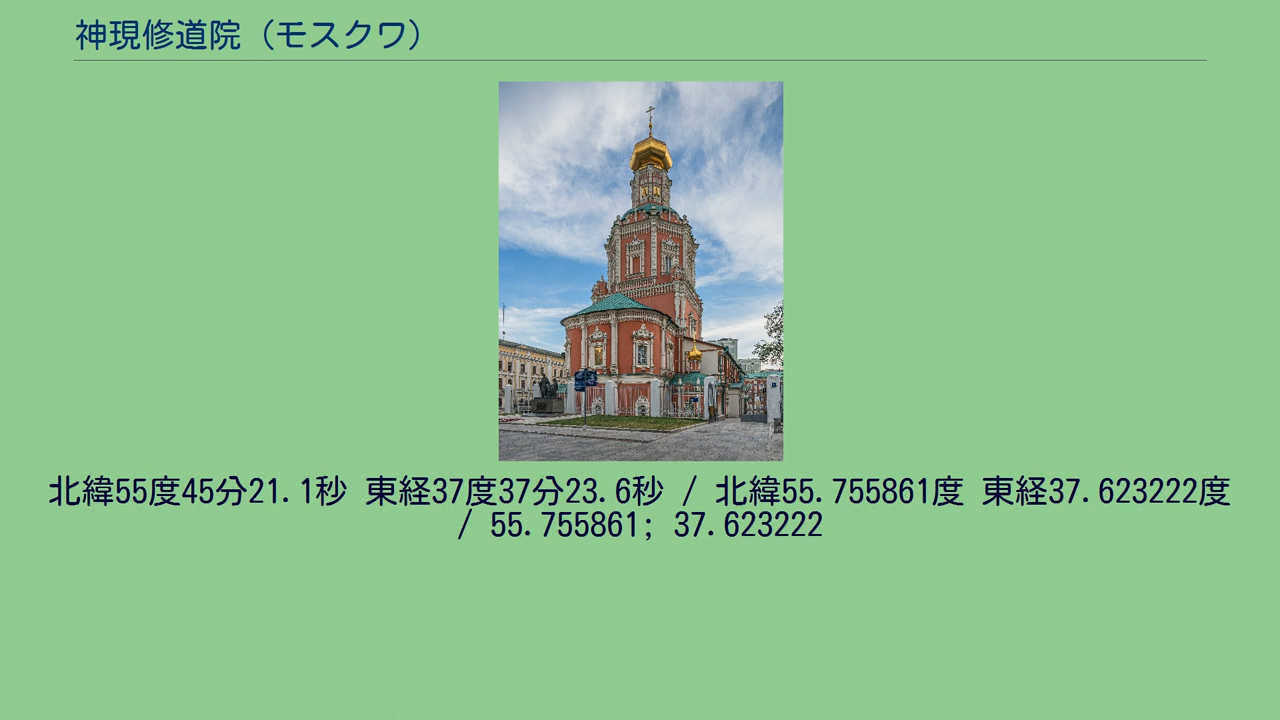 神現修道院（モスクワ）
北緯55度45分21.1秒 東経37度37分23.6秒 / 北緯55.755861度 東経37.623222度
/ 55.755861; 37.623222